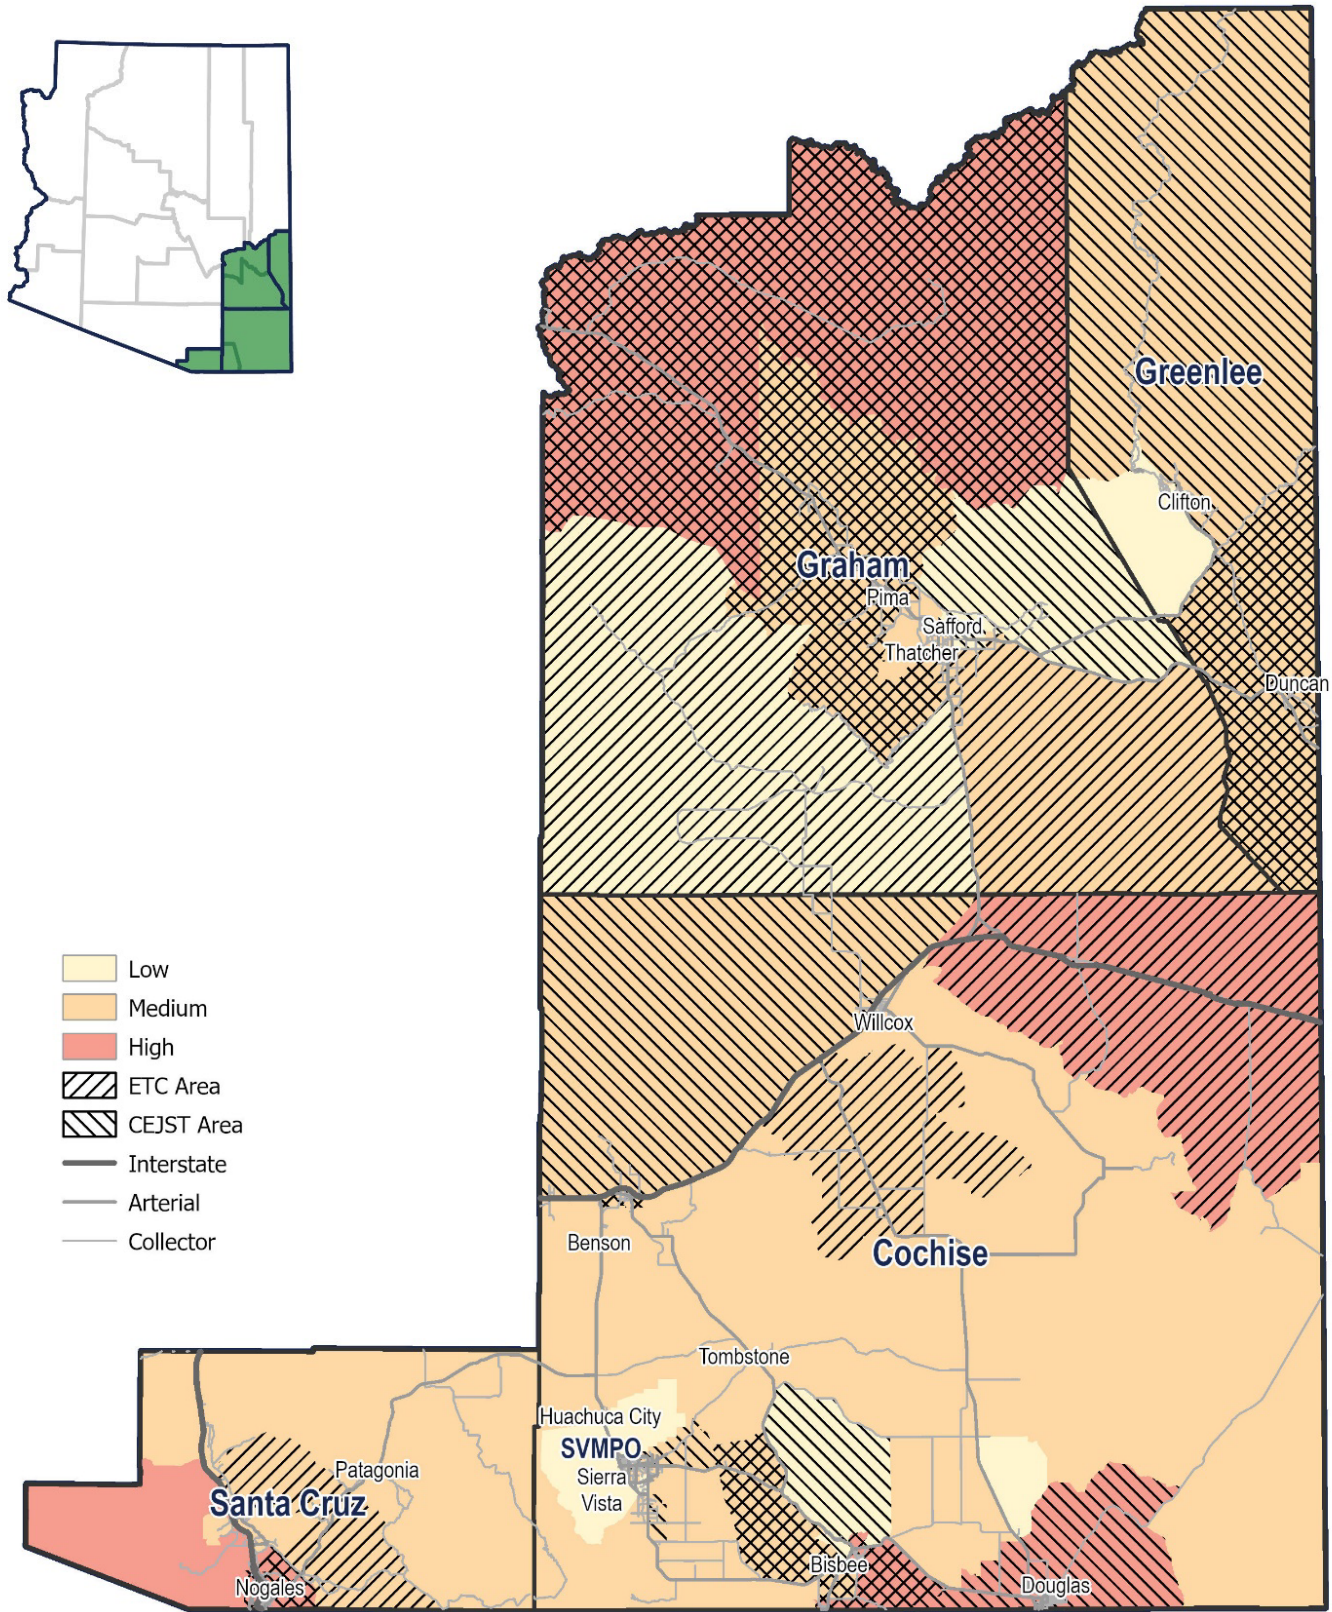 Greenlee
Clifton
Graham
Pima
Safford
Thatcher
Duncan
Low
Medium
High
ETC Area
CEJST Area
Interstate
Arterial
Collector
Willcox
Benson
Cochise
Tombstone
Huachuca City
SVMPO
Sierra
Vista
Patagonia
Santa Cruz
Nogales
Bisbee
Douglas